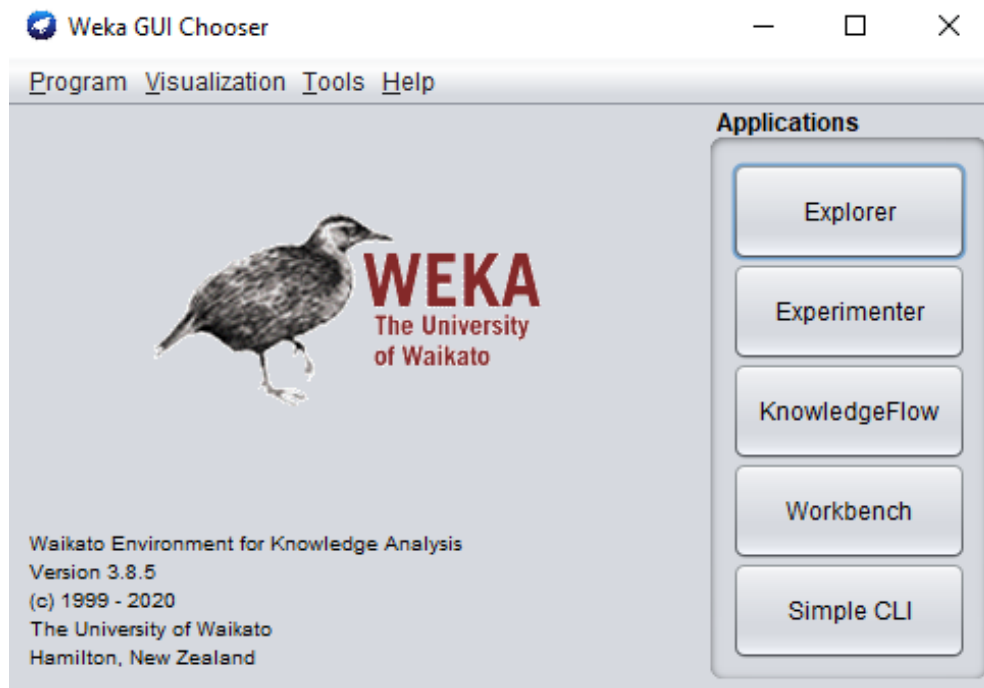 Weka GUI Chooser
Program Visualization Tools Help
Applications
Explorer
Experimenter
KnowledgeFlow
Workbench
Simple CLI
WEKA
The University
of Waikato
Waikato Environment for Knowledge Analysis
Version 3.8.5
(c) 1999 - 2020
The University of Waikato
Hamilton, New Zealand